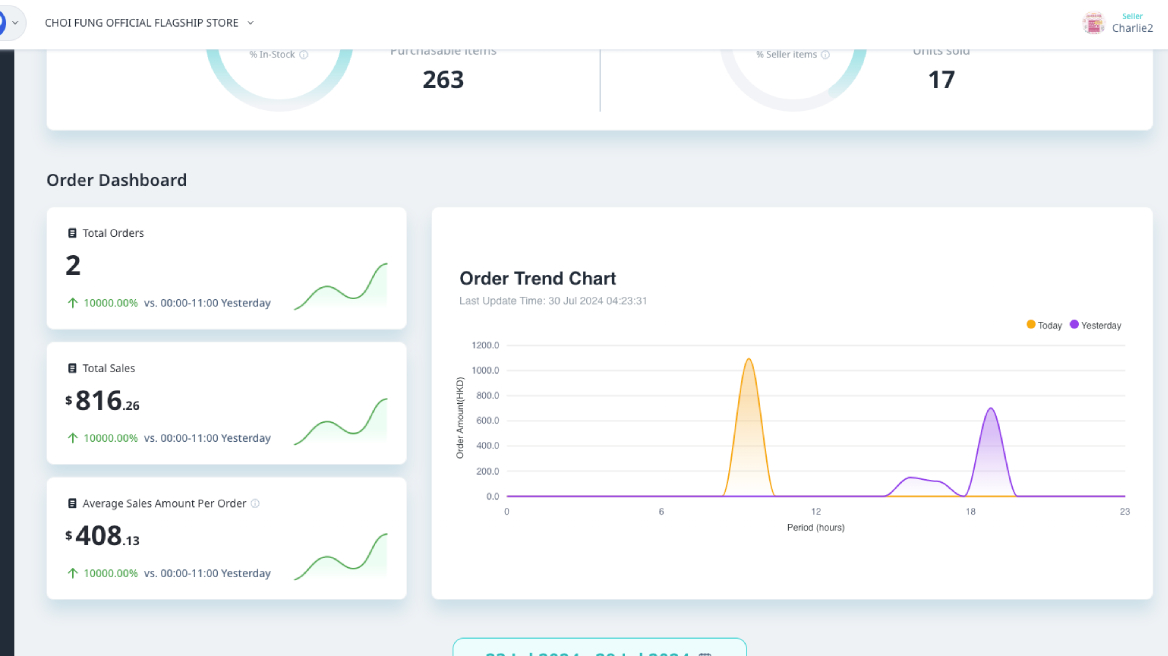 CHOI FUNG OFFICIAL FLAGSHIP STORE
Seller
Charlie2
% In-Stock
Purchasable Items
263
% Seller items
Units sold
17
Order Dashboard
Total Orders
2
10000.00% vs. 00:00-11:00 Yesterday
Total Sales
$816.26
10000.00% vs. 00:00-11:00 Yesterday
Average Sales Amount Per Order
$408.13
10000.00% vs. 00:00-11:00 Yesterday
Order Trend Chart
Last Update Time: 30 Jul 2024 04:23:31
Today Yesterday
Order Amount(HKD)
1200.0
1000.0
800.0
600.0
400.0
200.0
0.0
0 6 12 18 23
Period (hours)